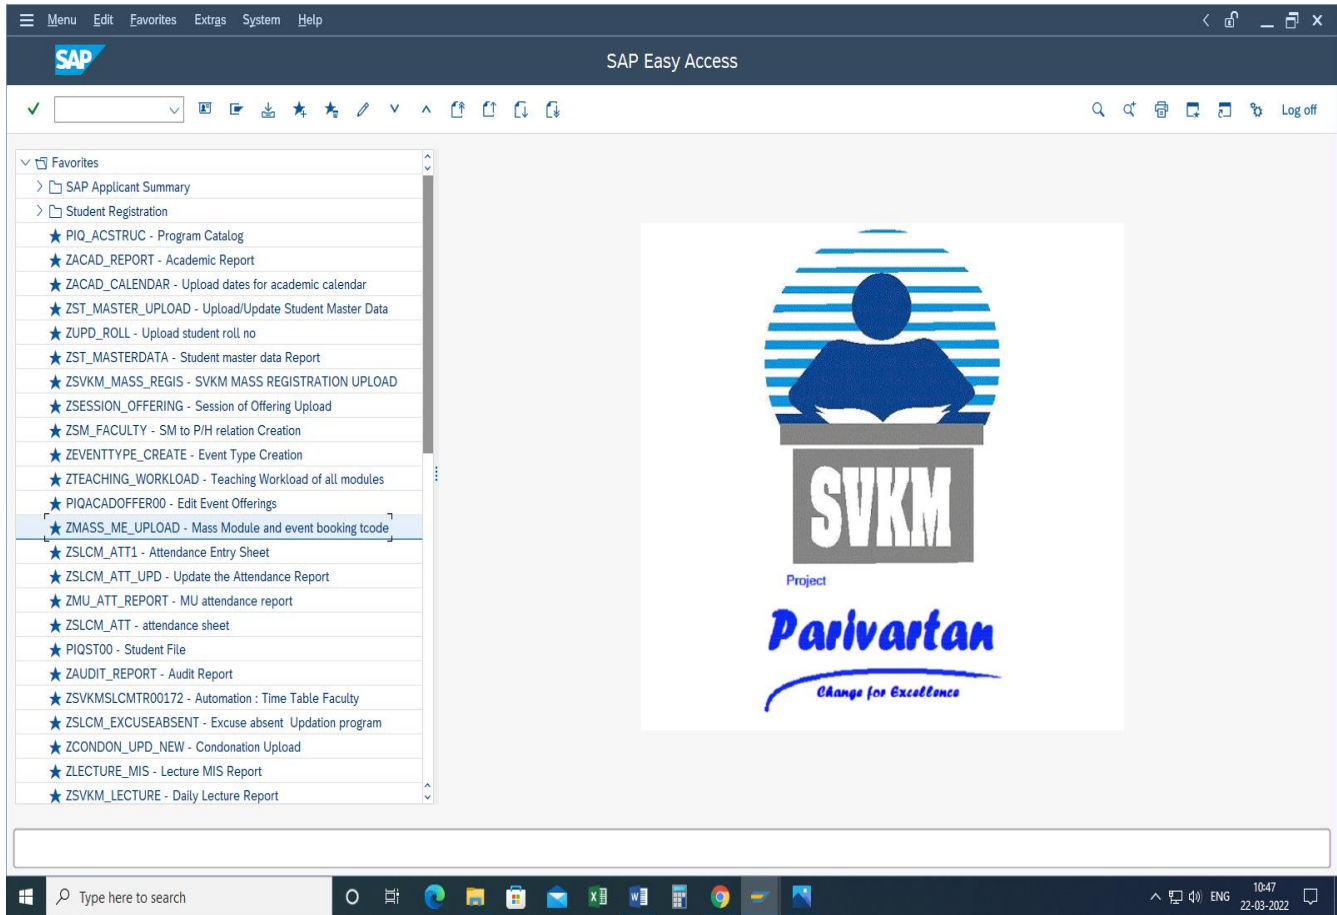 Menu Edit Favorites Extras System Help
SAP
SAP Easy Access
Log off
Favorites
SAP Applicant Summary
Student Registration
PIQ_ACSTRUC - Program Catalog
ZACAD_REPORT - Academic Report
ZACAD_CALENDAR - Upload dates for academic calendar
ZST_MASTER_UPLOAD - Upload/Update Student Master Data
ZUPD_ROLL - Upload student roll no
ZST_MASTERDATA - Student master data Report
ZSVKM_MASS_REGIS - SVKM MASS REGISTRATION UPLOAD
ZSESSION_OFFERING - Session of Offering Upload
ZSM_FACULTY - SM to P/H relation Creation
ZEVENTTYPE_CREATE - Event Type Creation
ZTEACHING_WORKLOAD - Teaching Workload of all modules
PIQACADOFFER00 - Edit Event Offerings
ZMASS_ME_UPLOAD - Mass Module and event booking tcode
ZSLCM_ATT1 - Attendance Entry Sheet
ZSLCM_ATT_UPD - Update the Attendance Report
ZMU_ATT_REPORT - MU attendance report
ZSLCM_ATT - attendance sheet
PIQST00 - Student File
ZAUDIT_REPORT - Audit Report
ZSVKMSLCMTR00172 - Automation : Time Table Faculty
ZSLCM_EXCUSEABSENT - Excuse absent Updation program
ZCONDON_UPD_NEW - Condonation Upload
ZLECTURE_MIS - Lecture MIS Report
ZSVKM_LECTURE - Daily Lecture Report
SVKM
Project
Parivartan
Change for Excellence
Type here to search
ENG
10:47
22-03-2022